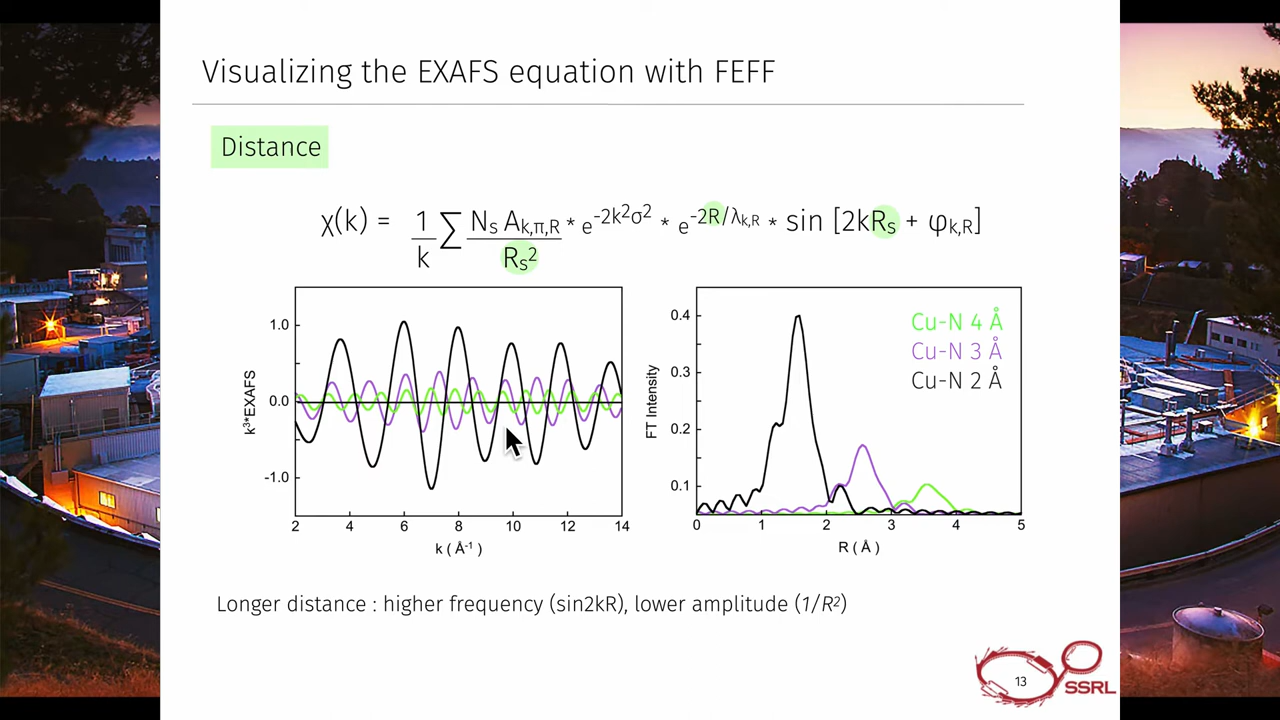 Visualizing the EXAFS equation with FEFF
Distance
χ(k) = 1/k ∑ N_s A_k,π,R / R_s² * e^-2k²σ² * e^-2R/λ_k,R * sin [2kR_s + φ_k,R]
1.0
0.0
-1.0
k³*EXAFS
2 4 6 8 10 12 14
k ( Å⁻¹ )
0.4
0.3
0.2
0.1
FT Intensity
0 1 2 3 4 5
R ( Å )
Cu-N 4 Å
Cu-N 3 Å
Cu-N 2 Å
Longer distance : higher frequency (sin2kR), lower amplitude (1/R²)
13
SSRL